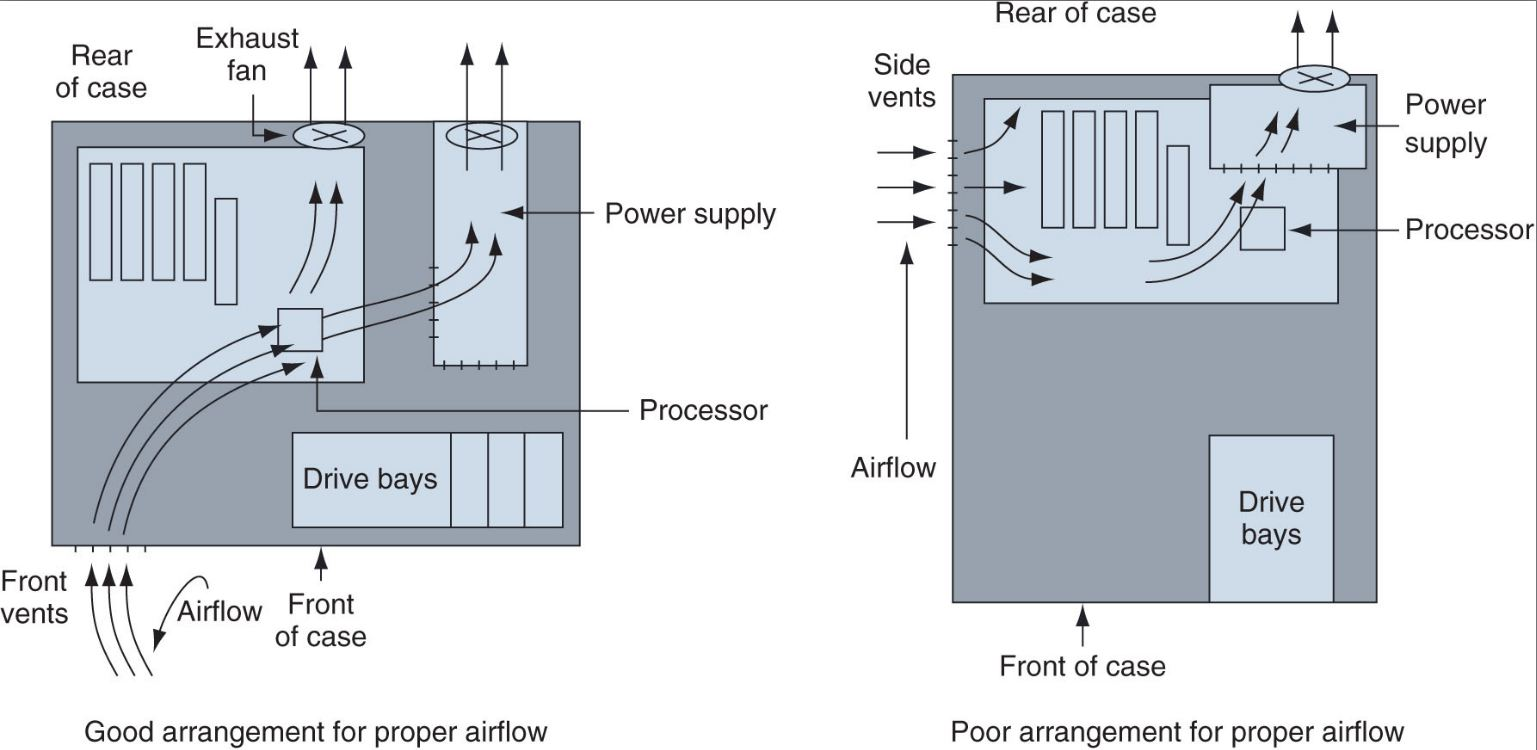 Rear
of case
Exhaust
fan
Power supply
Processor
Drive bays
Front
vents
Airflow
Front
of case
Good arrangement for proper airflow
Rear of case
Side
vents
Power
supply
Processor
Airflow
Drive
bays
Front of case
Poor arrangement for proper airflow